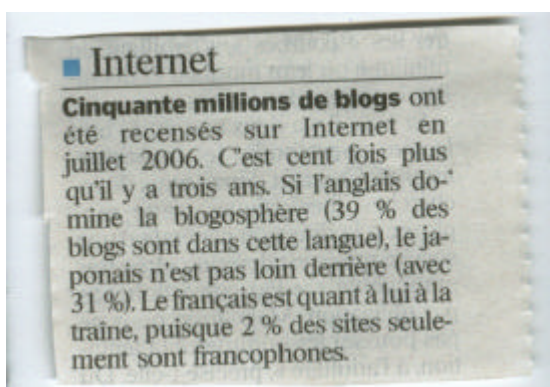 Internet
Cinquante millions de blogs ont
été recensés sur Internet en
juillet 2006. C'est cent fois plus
qu'il y a trois ans. Si l'anglais do-
mine la blogosphère (39 % des
blogs sont dans cette langue), le ja-
ponais n'est pas loin derrière (avec
31 %). Le français est quant à lui à la
traîne, puisque 2 % des sites seule-
ment sont francophones.